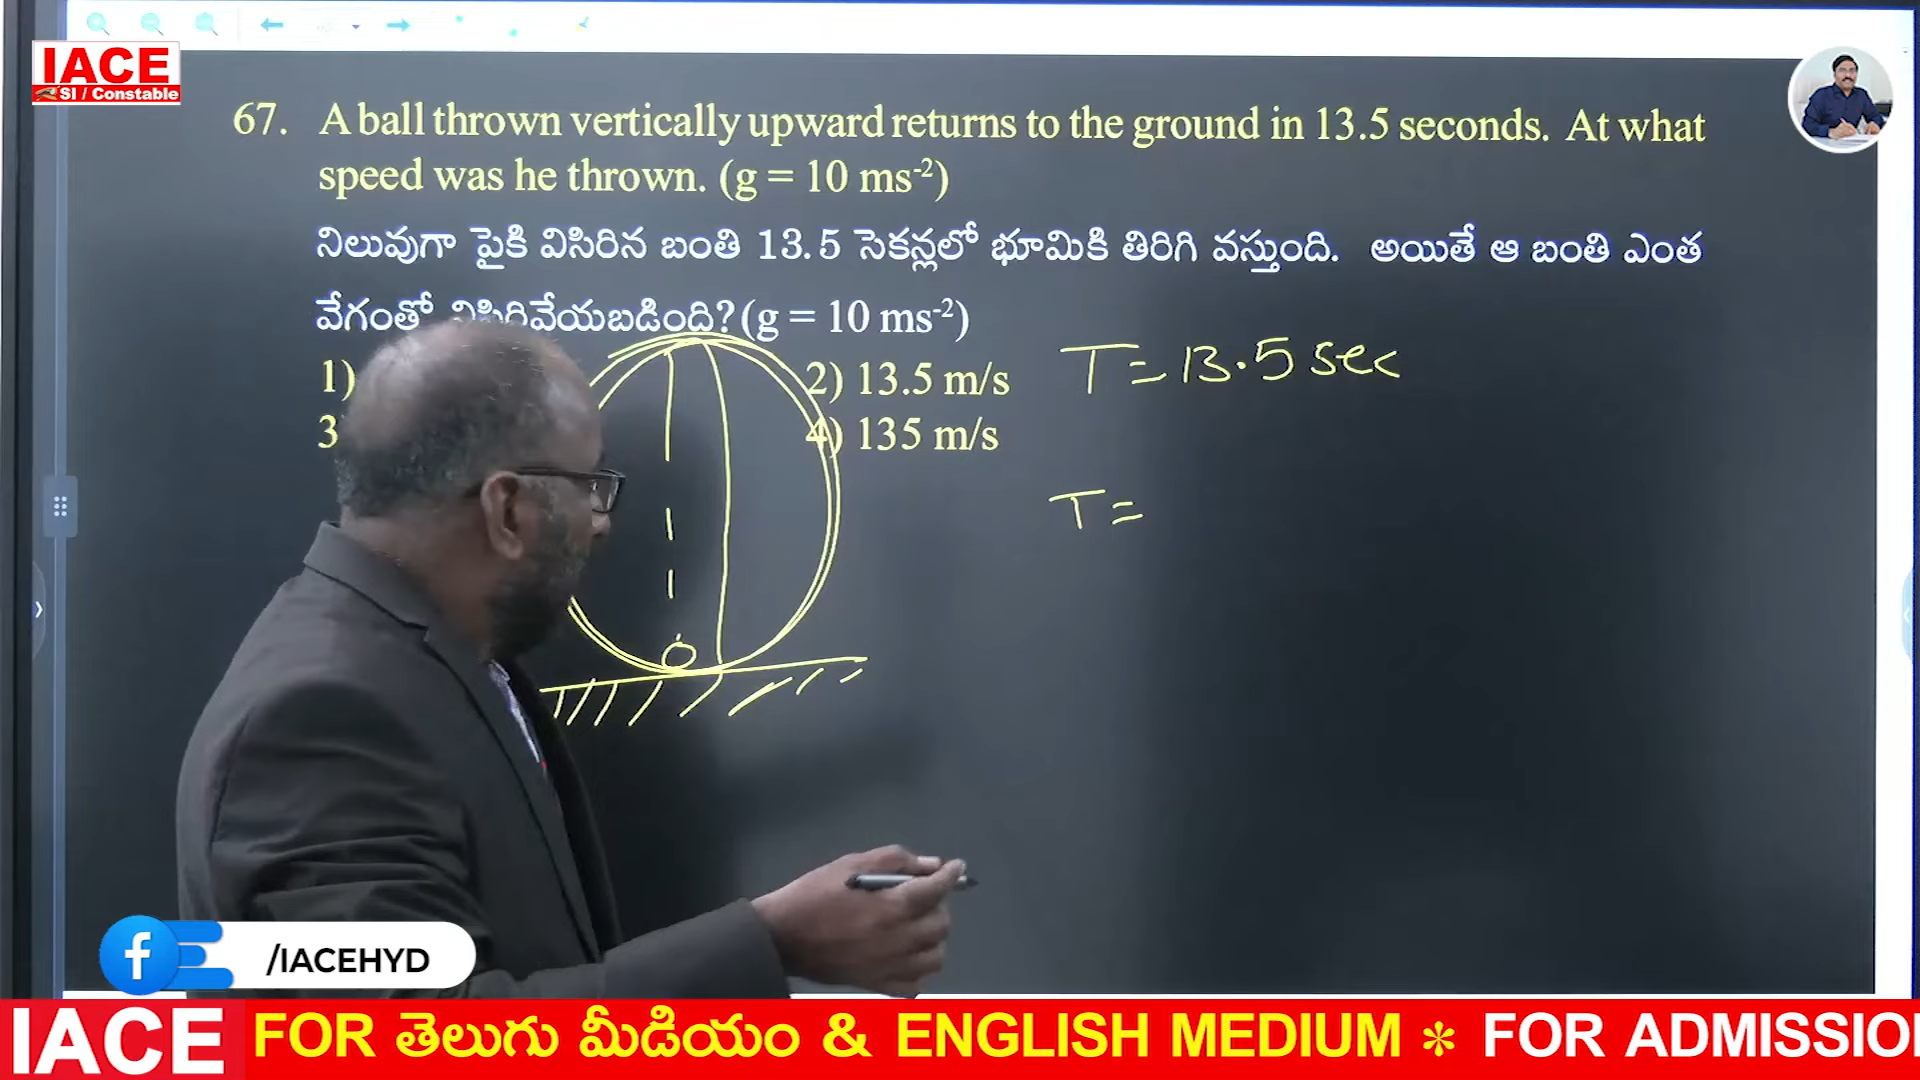 IACE
SI / Constable
67. A ball thrown vertically upward returns to the ground in 13.5 seconds. At what
speed was he thrown. (g = 10 ms-2)
నిలువుగా పైకి విసిరిన బంతి 13.5 సెకన్లలో భూమికి తిరిగి వస్తుంది. అయితే ఆ బంతి ఎంత
వేగంతో విసిరివేయబడింది? (g = 10 ms-2)
1) 2) 13.5 m/s
3 4) 135 m/s
T = 13.5 sec
T =
/IACEHYD
IACE FOR తెలుగు మీడియం & ENGLISH MEDIUM * FOR ADMISSIO